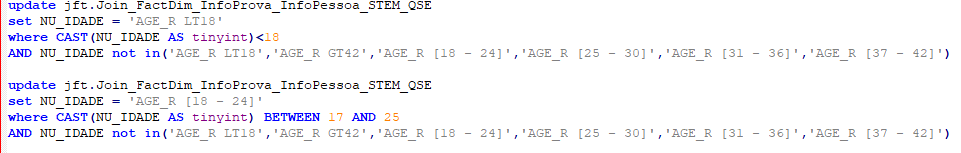 update jft.Join_FactDim_InfoProva_InfoPessoa_STEM_QSE
set NU_IDADE = 'AGE_R LT18'
where CAST(NU_IDADE AS tinyint)<18
AND NU_IDADE not in('AGE_R LT18','AGE_R GT42','AGE_R [18 - 24]','AGE_R [25 - 30]','AGE_R [31 - 36]','AGE_R [37 - 42]')
update jft.Join_FactDim_InfoProva_InfoPessoa_STEM_QSE
set NU_IDADE = 'AGE_R [18 - 24]'
where CAST(NU_IDADE AS tinyint) BETWEEN 17 AND 25
AND NU_IDADE not in('AGE_R LT18','AGE_R GT42','AGE_R [18 - 24]','AGE_R [25 - 30]','AGE_R [31 - 36]','AGE_R [37 - 42]')